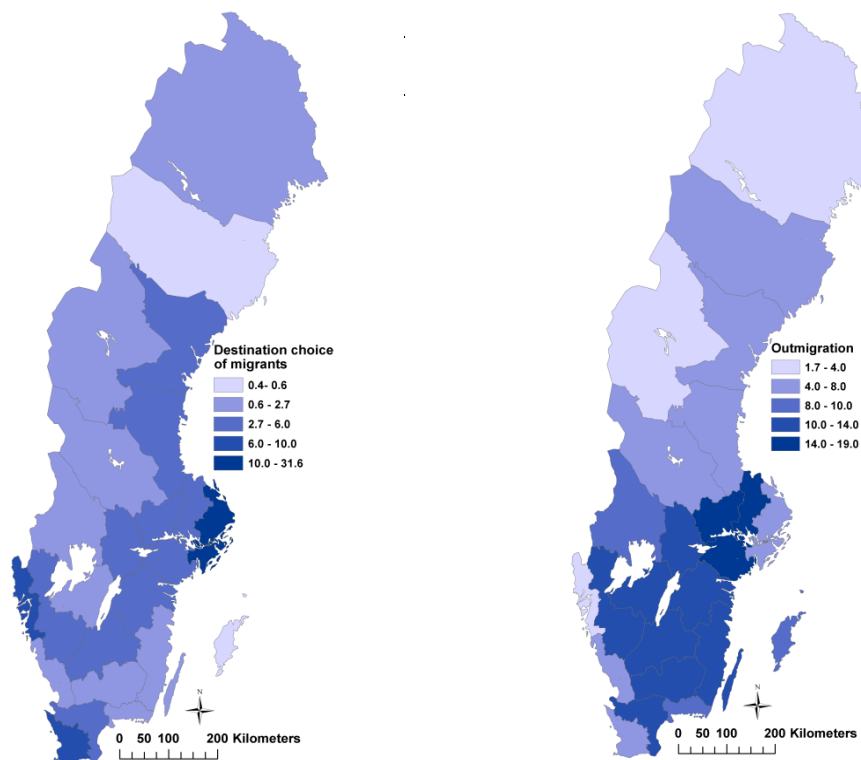 Destination choice
of migrants
0.4- 0.6
0.6 - 2.7
2.7 - 6.0
6.0 - 10.0
10.0 - 31.6
N
0 50 100 200 Kilometers
Outmigration
1.7 - 4.0
4.0 - 8.0
8.0 - 10.0
10.0 - 14.0
14.0 - 19.0
N
0 50 100 200 Kilometers